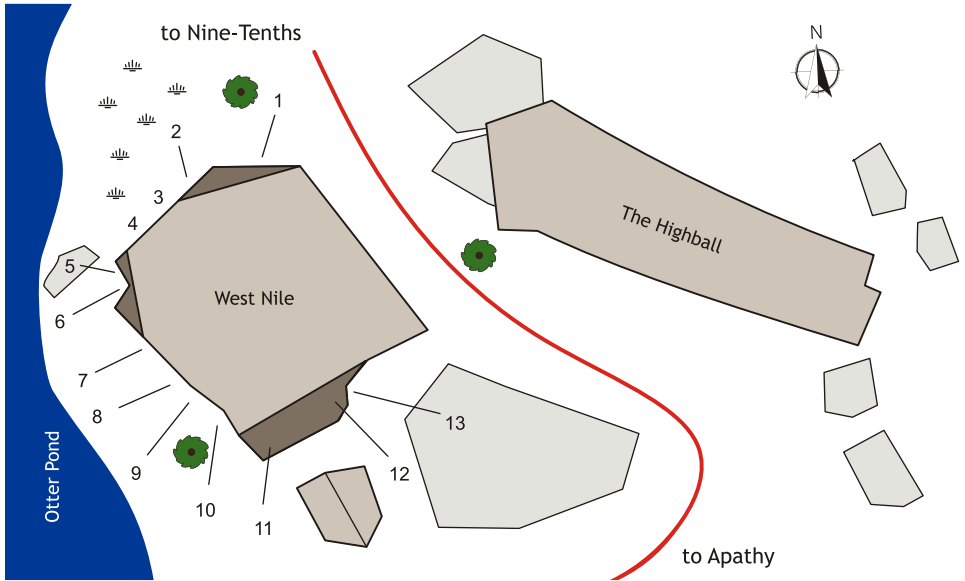 to Nine-Tenths
N
1
2
3
4
5
6
7
8
9
10
11
12
13
West Nile
The Highball
Otter Pond
to Apathy